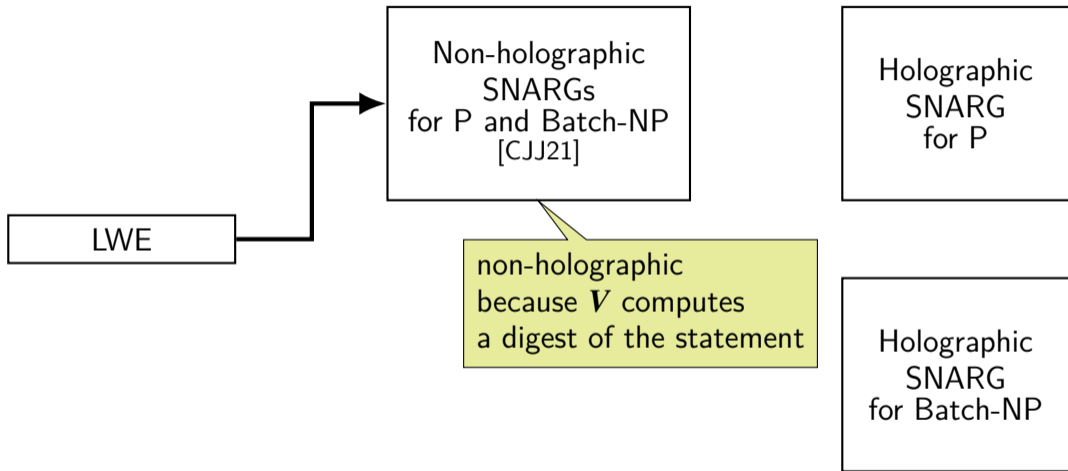 Non-holographic
SNARGs
for P and Batch-NP
[CJJ21]
Holographic
SNARG
for P
LWE
non-holographic
because V computes
a digest of the statement
Holographic
SNARG
for Batch-NP